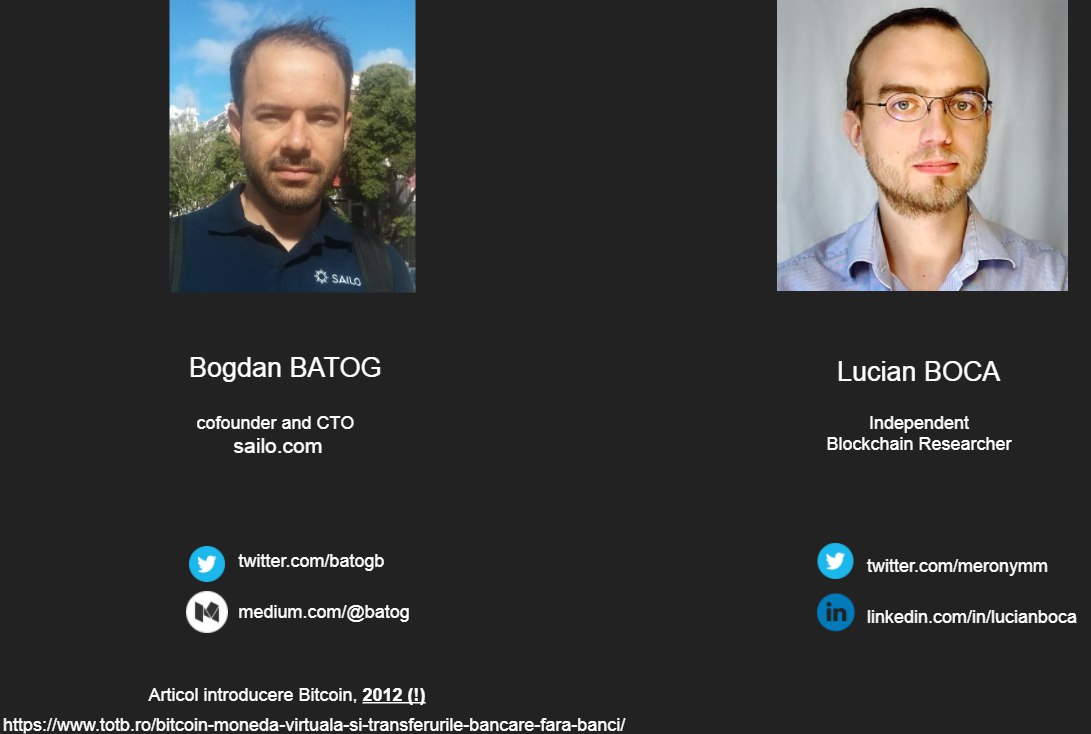 SAILO
Bogdan BATOG
cofounder and CTO
sailo.com
twitter.com/batogb
medium.com/@batog
Lucian BOCA
Independent
Blockchain Researcher
twitter.com/meronymm
in
linkedin.com/in/lucianboca
Articol introducere Bitcoin, 2012 (!)
https://www.totb.ro/bitcoin-moneda-virtuala-si-transferurile-bancare-fara-banci/